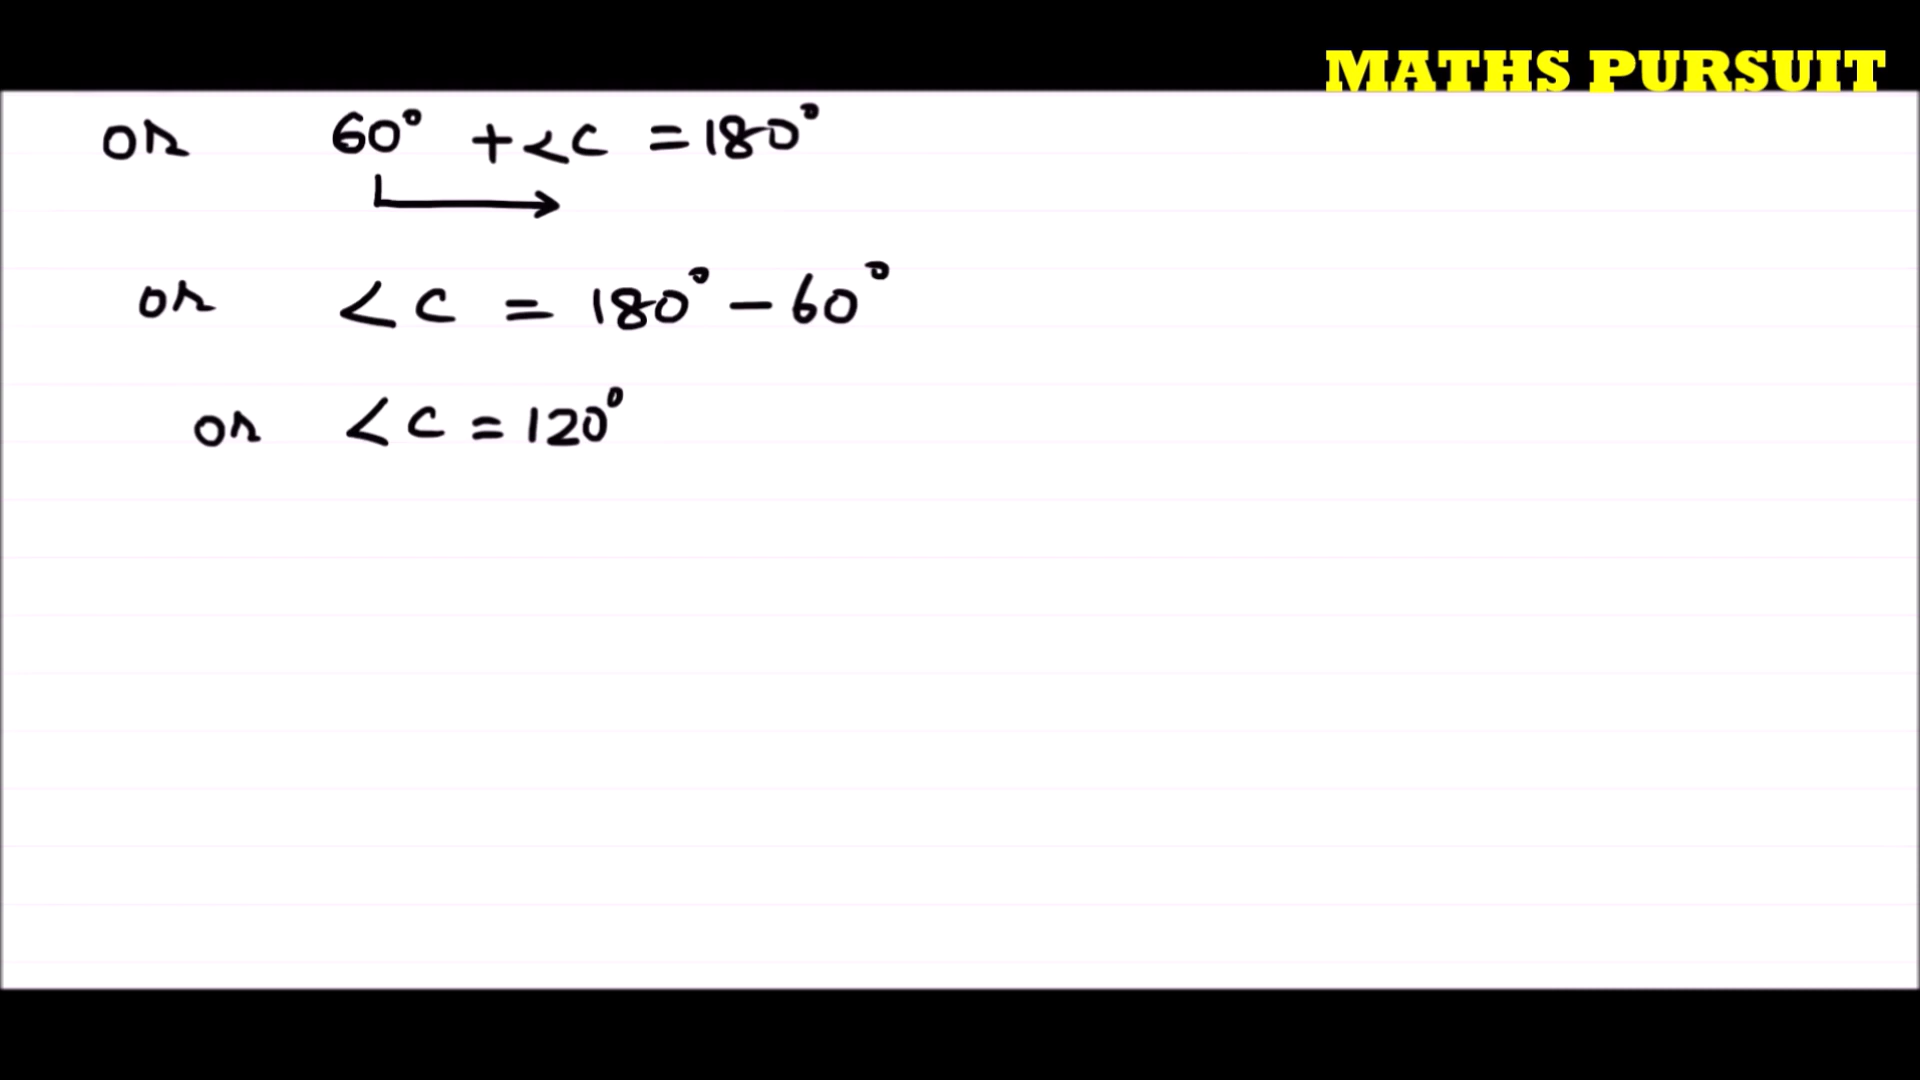 MATHS PURSUIT
or 60° + <C = 180°
or <C = 180° - 60°
or <C = 120°